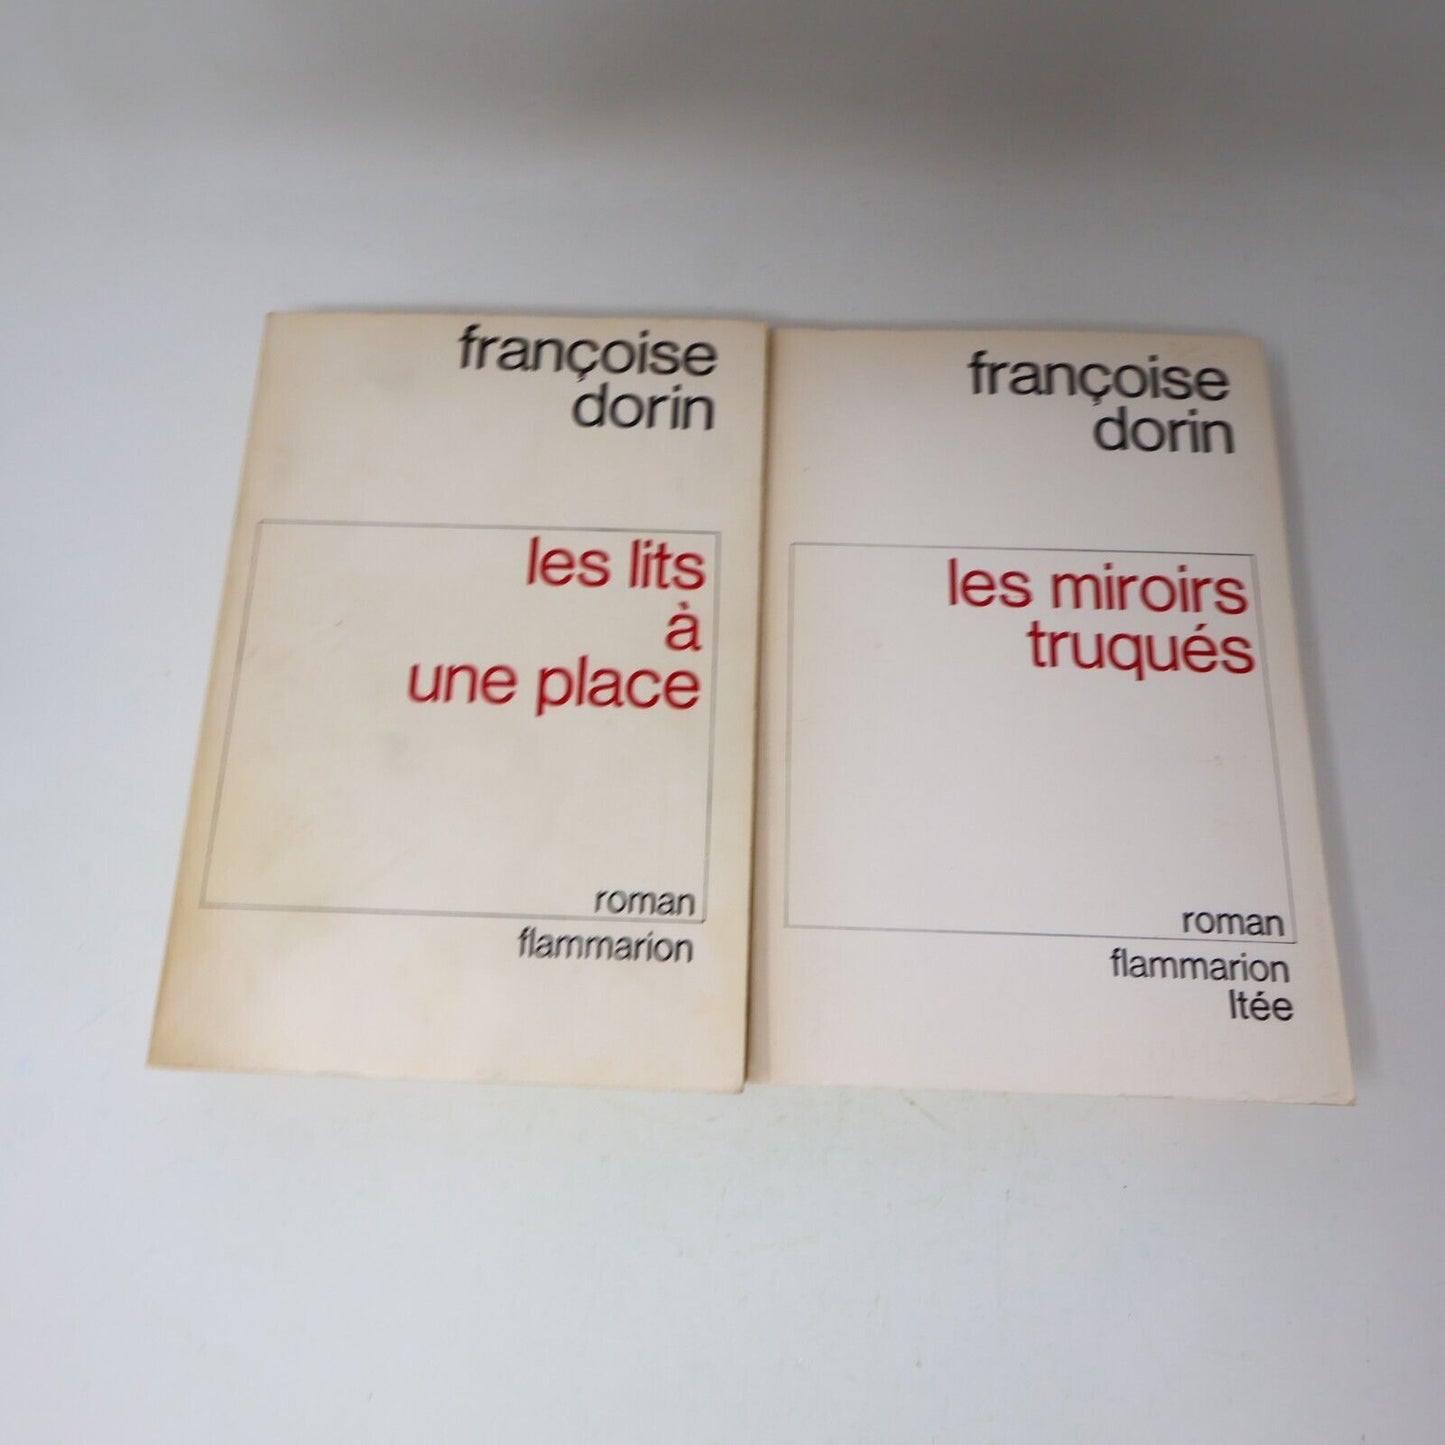 françoise
dorin
les lits
à
une place
roman
flammarion
françoise
dorin
les miroirs
truqués
roman
flammarion
ltée